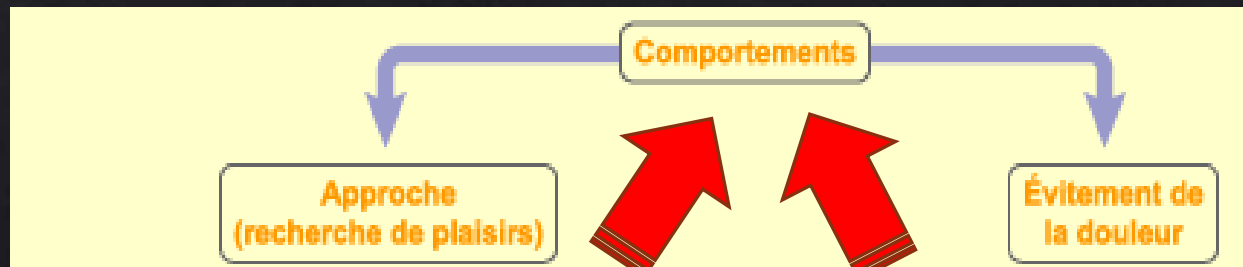 Comportements
Approche
(recherche de plaisirs)
Évitement de
la douleur